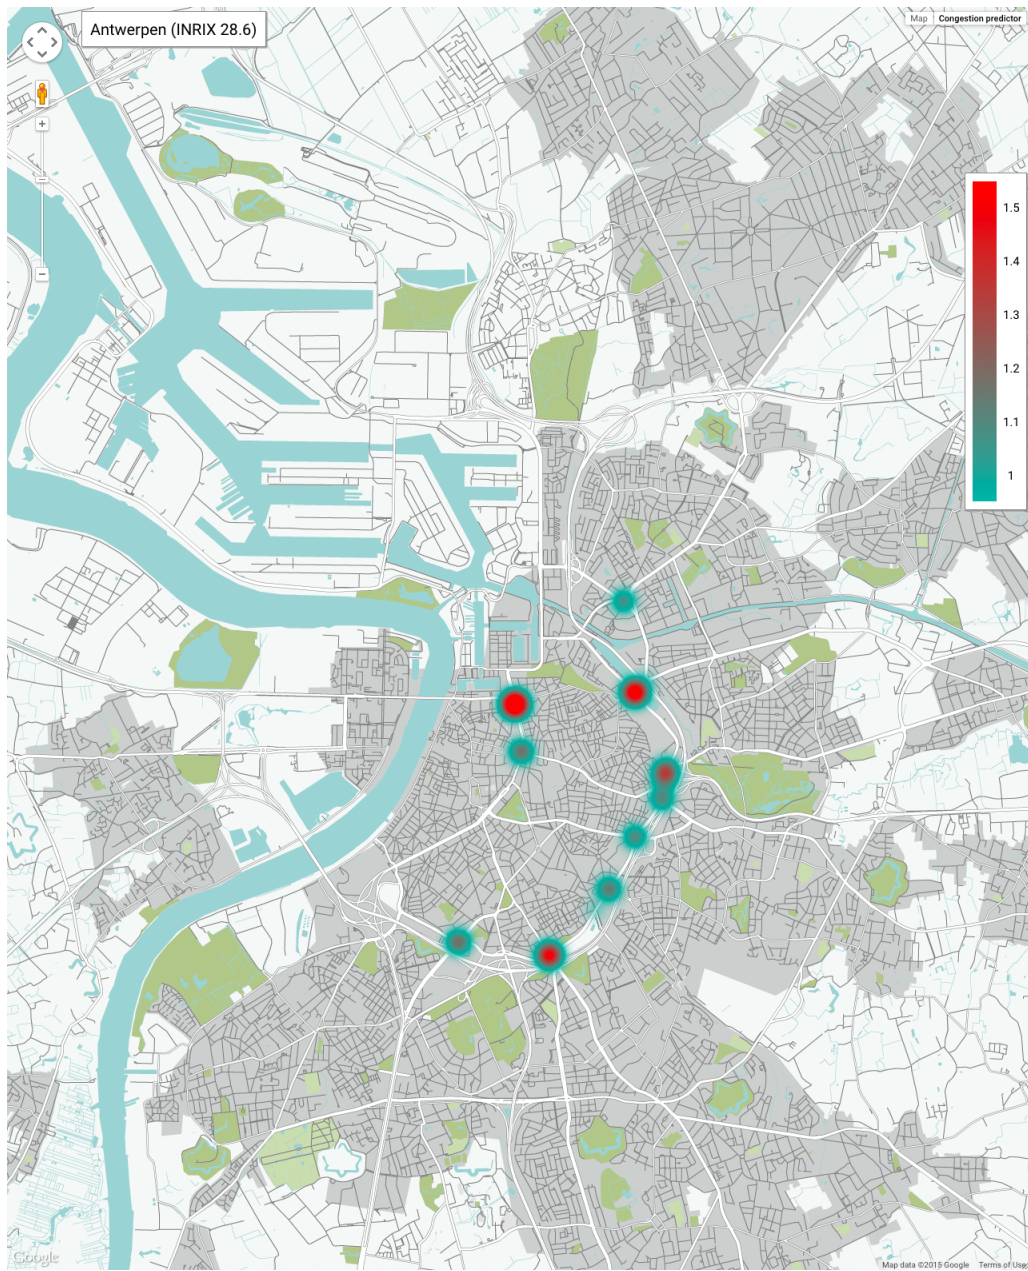 Antwerpen (INRIX 28.6)
Map
Congestion predictor
1.5
1.4
1.3
1.2
1.1
1
Google
Map data ©2015 Google
Terms of Use